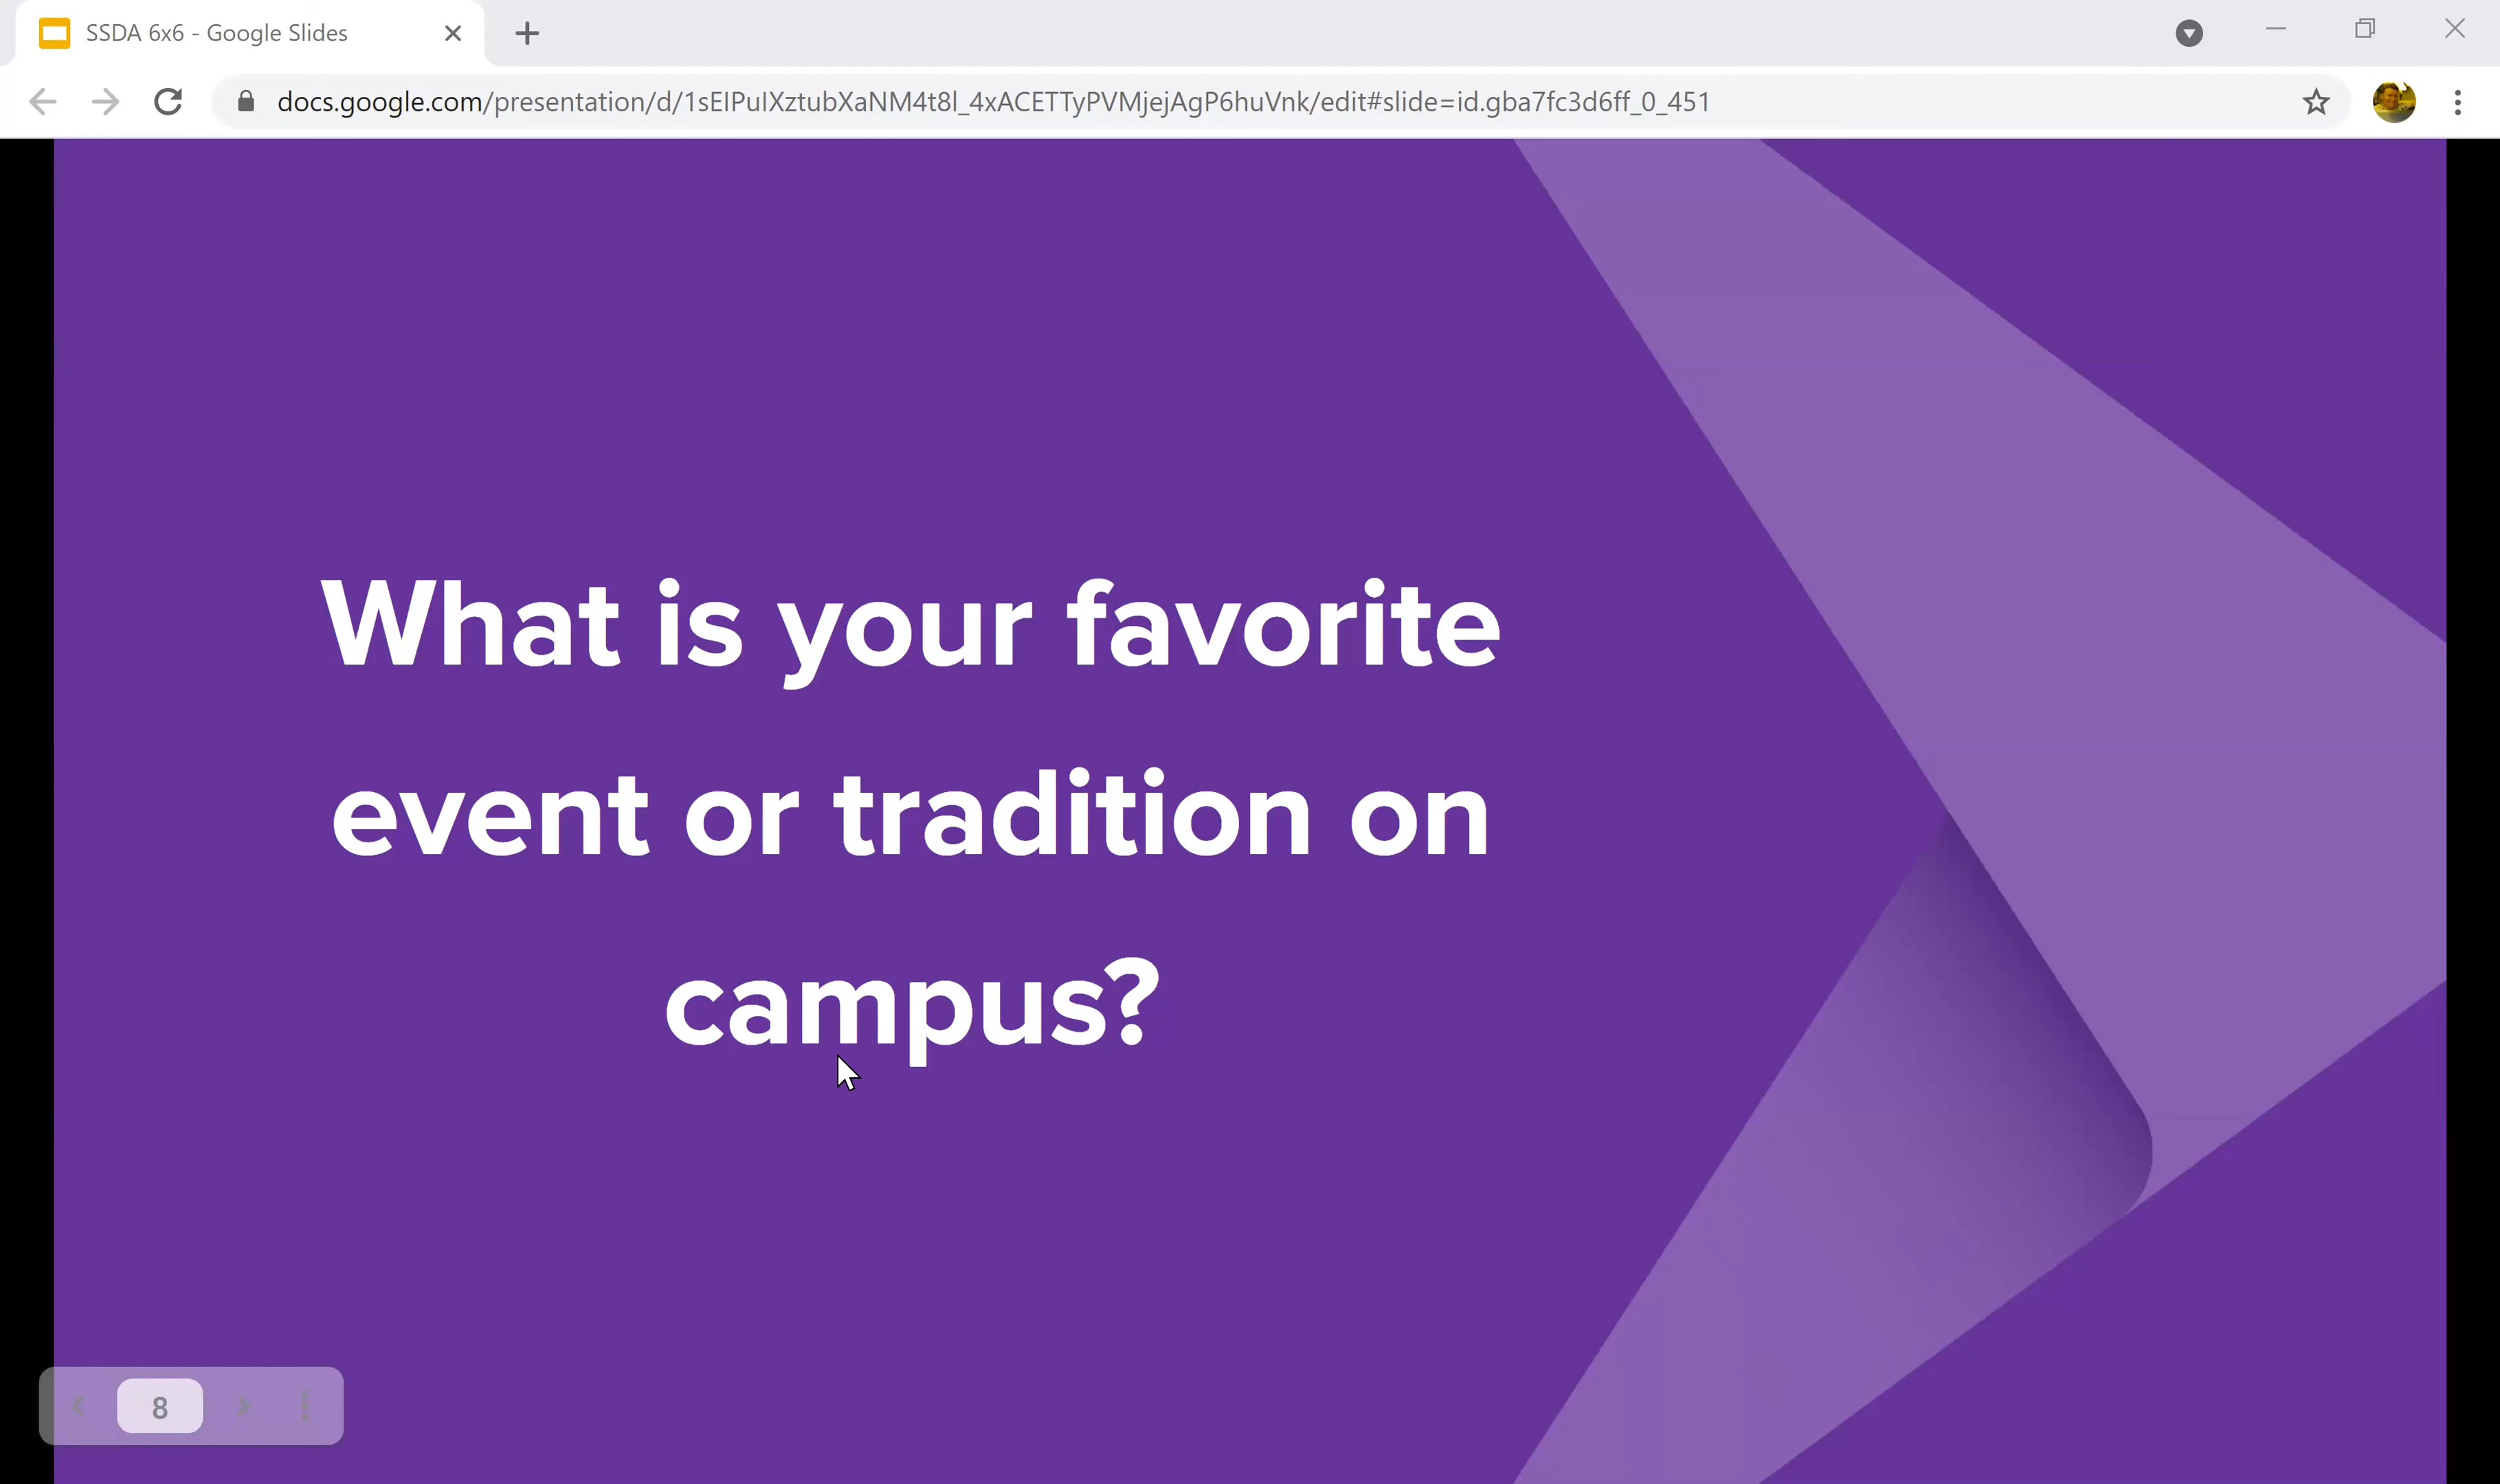 SSDA 6x6 - Google Slides
docs.google.com/presentation/d/1sEIPuIXztubXaNM4t8l_4xACETTyPVMjejAgP6huVnk/edit#slide=id.gba7fc3d6ff_0_451
What is your favorite
event or tradition on
campus?
8